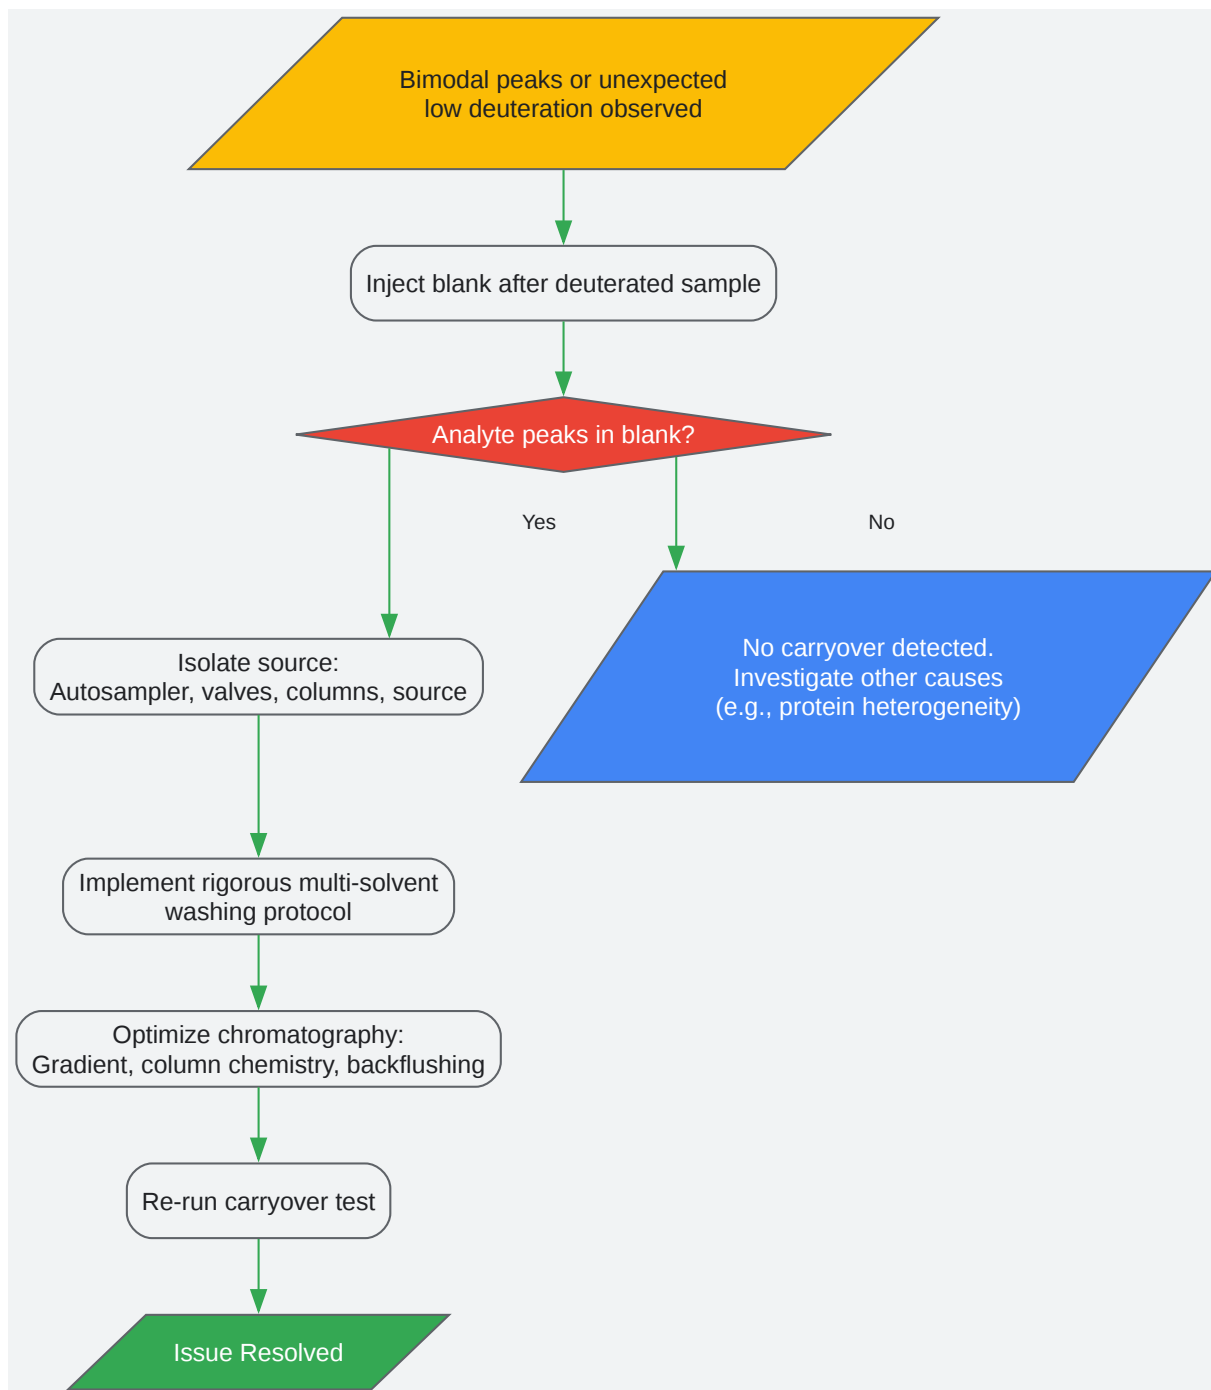 Bimodal peaks or unexpected
low deuteration observed
Inject blank after deuterated sample
Analyte peaks in blank?
Yes
No
Isolate source:
Autosampler, valves, columns, source
No carryover detected.
Investigate other causes
(e.g., protein heterogeneity)
Implement rigorous multi-solvent
washing protocol
Optimize chromatography:
Gradient, column chemistry, backflushing
Re-run carryover test
Issue Resolved